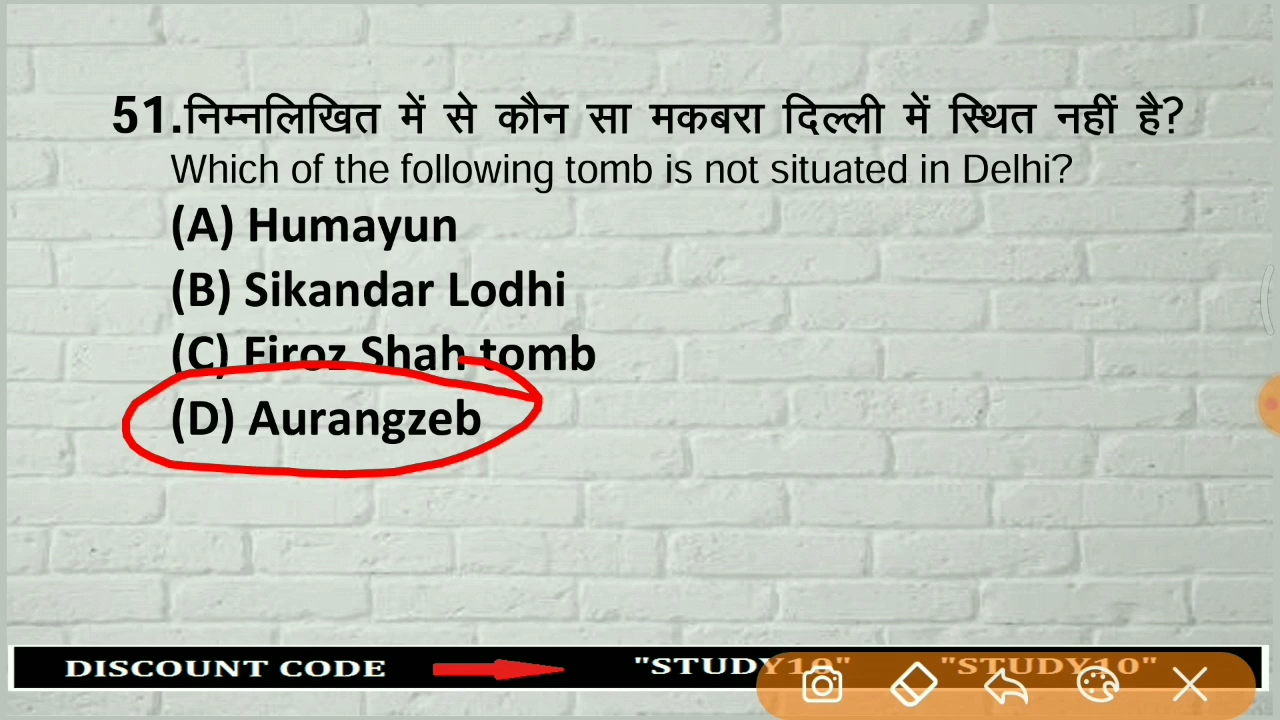 51.निम्नलिखित में से कौन सा मकबरा दिल्ली में स्थित नहीं है?
Which of the following tomb is not situated in Delhi?
(A) Humayun
(B) Sikandar Lodhi
(C) Firoz Shah tomb
(D) Aurangzeb
DISCOUNT CODE "STUDY10" "STUDY10"